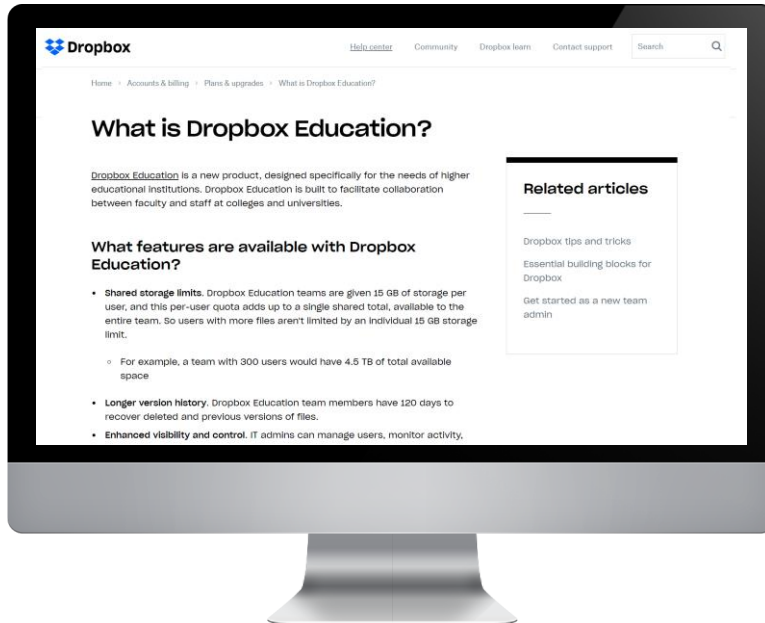 Dropbox
Help center Community Dropbox learn Contact support Search
Home > Accounts & billing > Plans & upgrades > What is Dropbox Education?
What is Dropbox Education?
Dropbox Education is a new product, designed specifically for the needs of higher
educational institutions. Dropbox Education is built to facilitate collaboration
between faculty and staff at colleges and universities.
What features are available with Dropbox
Education?
• Shared storage limits. Dropbox Education teams are given 15 GB of storage per
user, and this per-user quota adds up to a single shared total, available to the
entire team. So users with more files aren't limited by an individual 15 GB storage
limit.
◦ For example, a team with 300 users would have 4.5 TB of total available
space
• Longer version history. Dropbox Education team members have 120 days to
recover deleted and previous versions of files.
• Enhanced visibility and control. IT admins can manage users, monitor activity,
Related articles
Dropbox tips and tricks
Essential building blocks for
Dropbox
Get started as a new team
admin